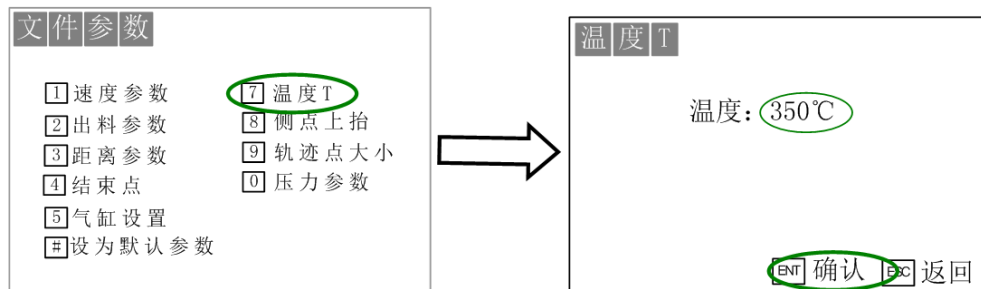 文件参数
1 速度参数
2 出料参数
3 距离参数
4 结束点
5 气缸设置
# 设为默认参数
7 温度T
8 侧点上抬
9 轨迹点大小
0 压力参数
温度T
温度：350℃
ENT 确认 ESC 返回